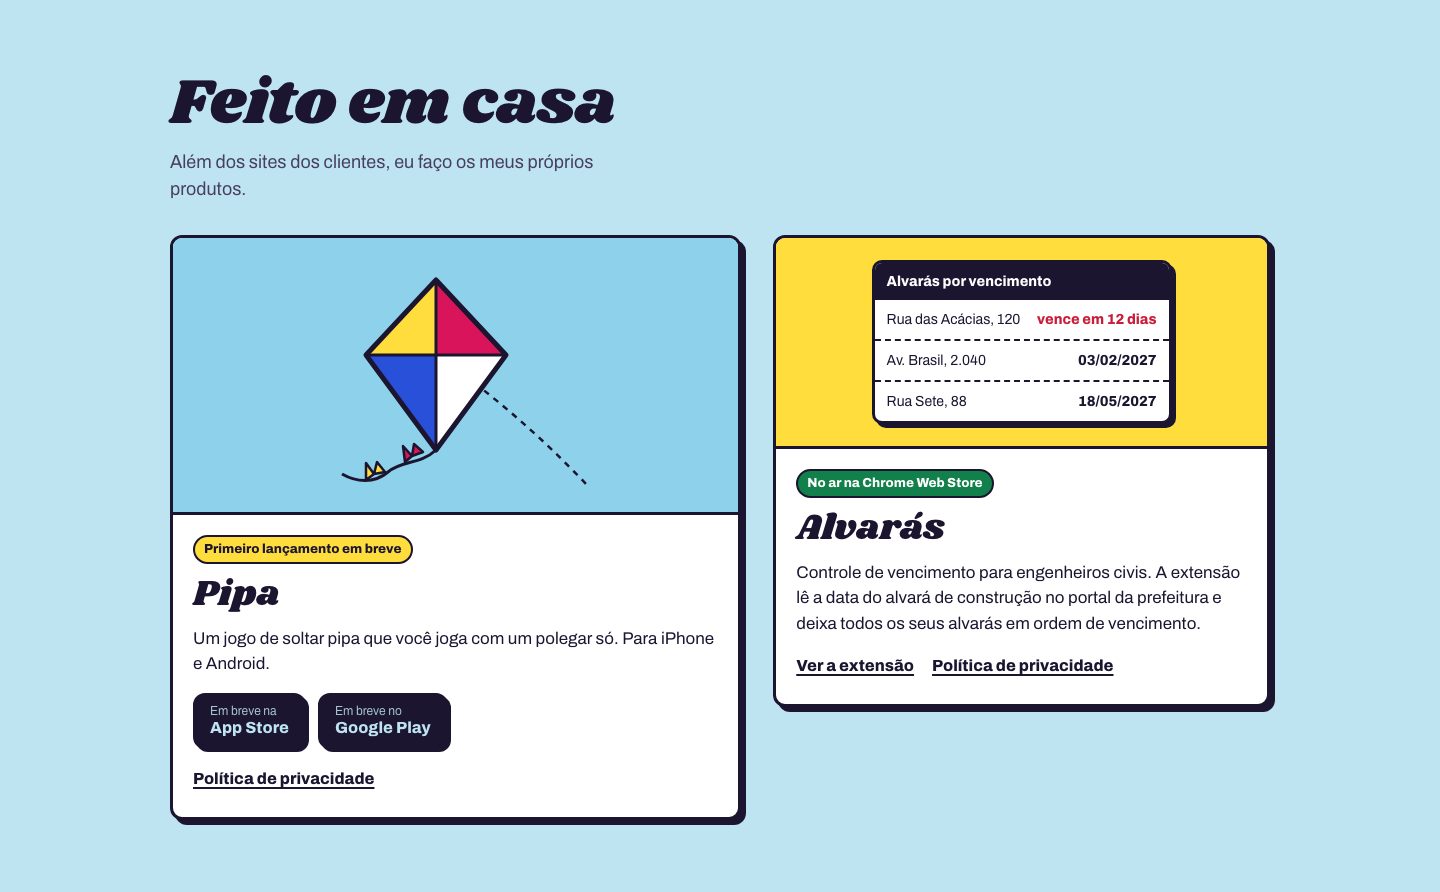 Feito em casa
Além dos sites dos clientes, eu faço os meus próprios
produtos.
Primeiro lançamento em breve
Pipa
Um jogo de soltar pipa que você joga com um polegar só. Para iPhone
e Android.
Em breve na
App Store
Em breve no
Google Play
Política de privacidade
Alvarás por vencimento
Rua das Acácias, 120 vence em 12 dias
Av. Brasil, 2.040 03/02/2027
Rua Sete, 88 18/05/2027
No ar na Chrome Web Store
Alvarás
Controle de vencimento para engenheiros civis. A extensão
lê a data do alvará de construção no portal da prefeitura e
deixa todos os seus alvarás em ordem de vencimento.
Ver a extensão Política de privacidade